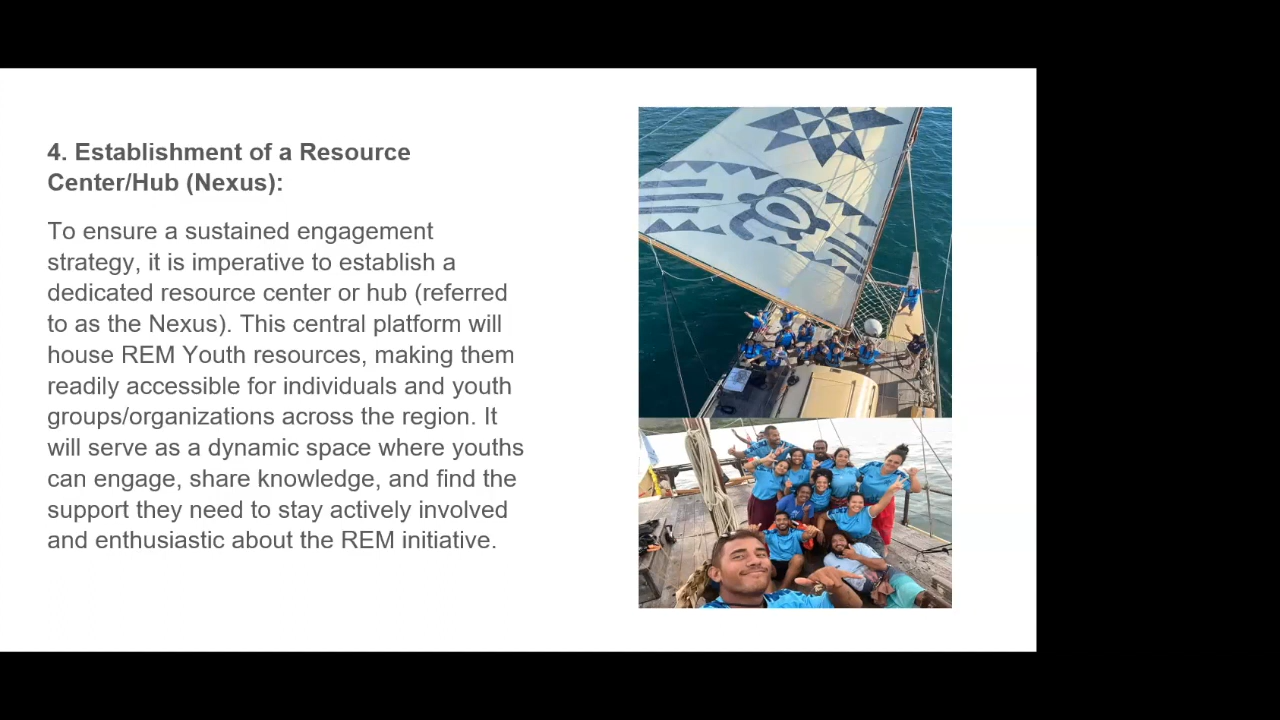 4. Establishment of a Resource
Center/Hub (Nexus):
To ensure a sustained engagement
strategy, it is imperative to establish a
dedicated resource center or hub (referred
to as the Nexus). This central platform will
house REM Youth resources, making them
readily accessible for individuals and youth
groups/organizations across the region. It
will serve as a dynamic space where youths
can engage, share knowledge, and find the
support they need to stay actively involved
and enthusiastic about the REM initiative.